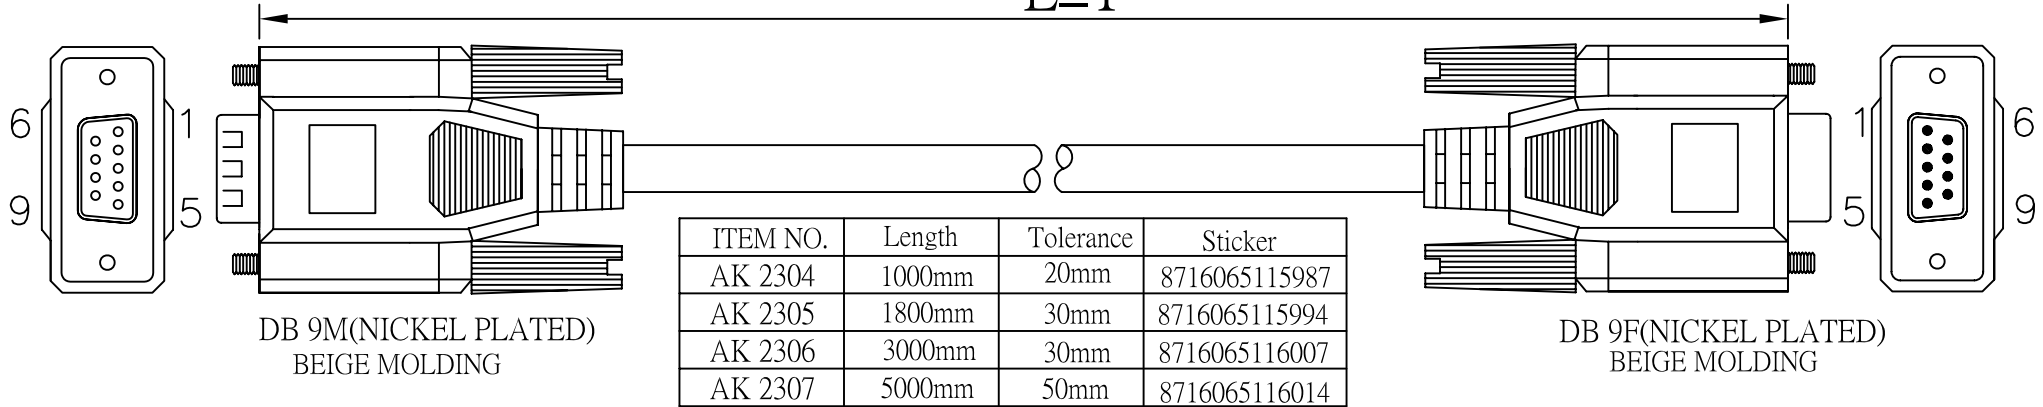 6 1
9 5
1 6
5 9
ITEM NO. Length Tolerance Sticker
AK 2304 1000mm 20mm 8716065115987
AK 2305 1800mm 30mm 8716065115994
AK 2306 3000mm 30mm 8716065116007
AK 2307 5000mm 50mm 8716065116014
DB 9M(NICKEL PLATED)
BEIGE MOLDING
DB 9F(NICKEL PLATED)
BEIGE MOLDING